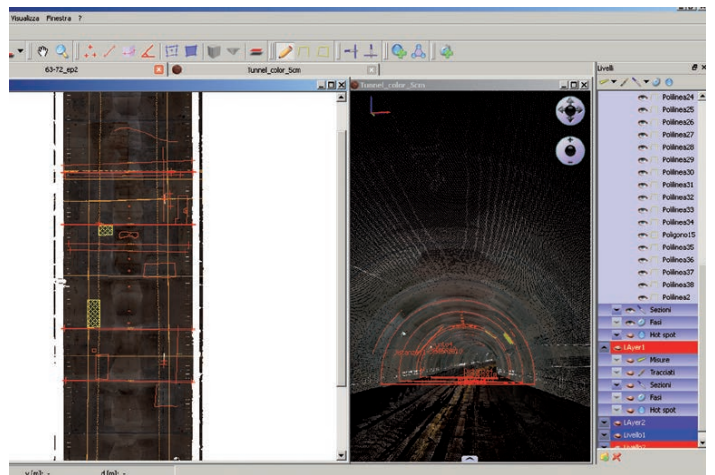 Visualizza Finestra ?
63-72_ep2
Tunnel_color_5cm
Tunnel_color_5cm
Livelli
Polilinea24
Polilinea25
Polilinea26
Polilinea27
Polilinea28
Polilinea29
Polilinea30
Polilinea31
Polilinea32
Polilinea33
Polilinea34
Poligono15
Polilinea35
Polilinea36
Polilinea37
Polilinea38
Polilinea2
Sezioni
Fasi
Hot spot
LAyer1
Misure
Tracciati
Sezioni
Fasi
Hot spot
LAyer2
Livello1
v [m]: - d [m]: -